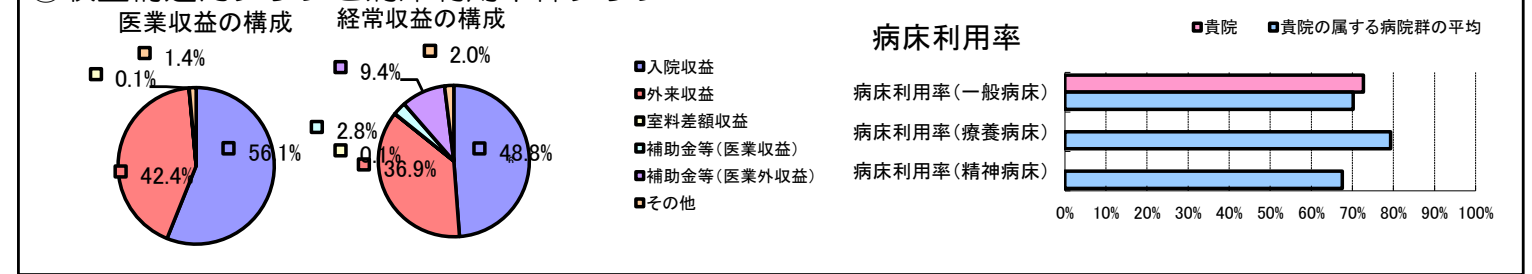 医業収益の構成
1.4%
0.1%
42.4%
56.1%
経常収益の構成
2.0%
9.4%
2.8%
0.1%
36.9%
48.8%
入院収益
外来収益
室料差額収益
補助金等(医業収益)
補助金等(医業外収益)
その他
病床利用率
貴院 貴院の属する病院群の平均
病床利用率(一般病床)
病床利用率(療養病床)
病床利用率(精神病床)
0% 10% 20% 30% 40% 50% 60% 70% 80% 90% 100%